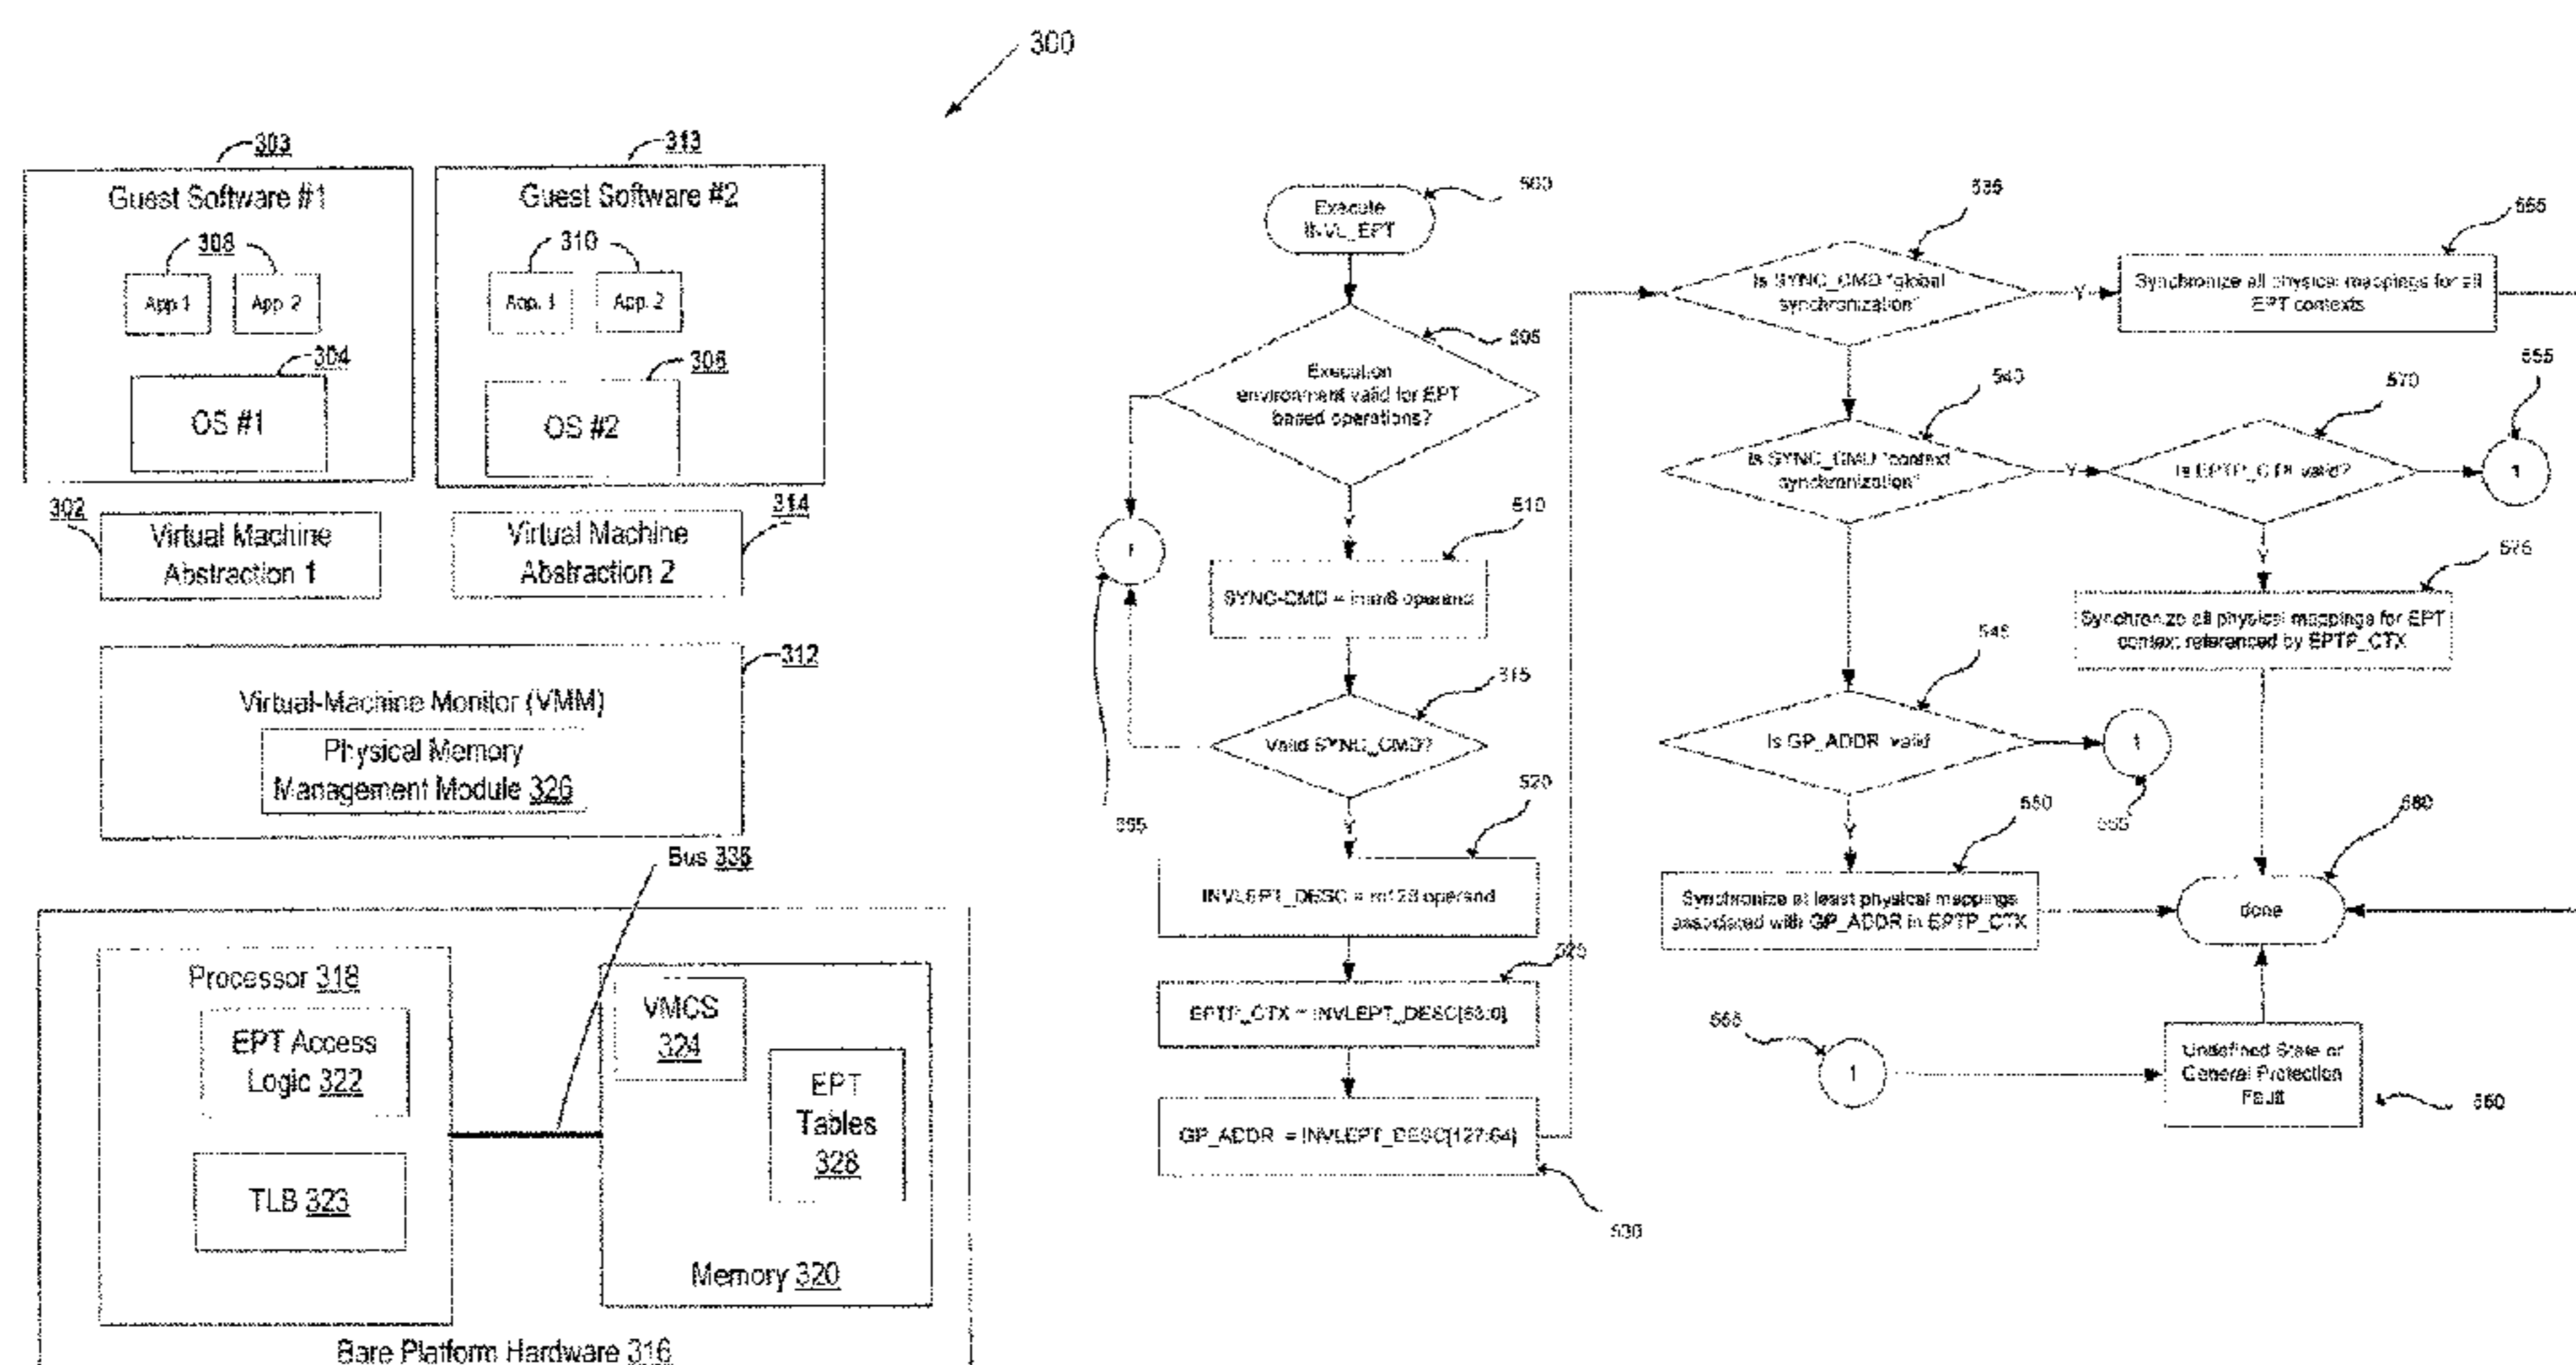 300
303
313
Guest Software #1
Guest Software #2
308
310
App 1
App 2
App. 1
App. 2
304
306
OS #1
OS #2
302
314
Virtual Machine
Abstraction 1
Virtual Machine
Abstraction 2
312
Virtual-Machine Monitor (VMM)
Physical Memory
Management Module 326
Bus
Processor 318
EPT Access
Logic 322
TLB 323
VMCS
324
EPT
Tables
328
Memory 320
Bare Platform Hardware 316
Execute
INVL_EPT
505
Execution
environment valid for EPT
based operations?
Y
510
SYNC-CMD = imm8 operand
515
Valid SYNC_CMD?
Y
520
INVLEPT_DESC = m128 operand
525
EPTP_CTX = INVLEPT_DESC[63:0]
GP_ADDR = INVLEPT_DESC[127:64]
530
535
Is SYNC_CMD "global
synchronization"
Y
Synchronize all physical mappings for all
EPT contexts
540
Is SYNC_CMD "context
synchronization"
Y
570
Is EPTP_CTX valid?
555
1
Y
575
Synchronize all physical mappings for EPT
context referenced by EPTP_CTX
545
Is GP_ADDR valid
1
Y
550
Synchronize at least physical mappings
associated with GP_ADDR in EPTP_CTX
580
done
555
1
Undefined State or
General Protection
Fault
560